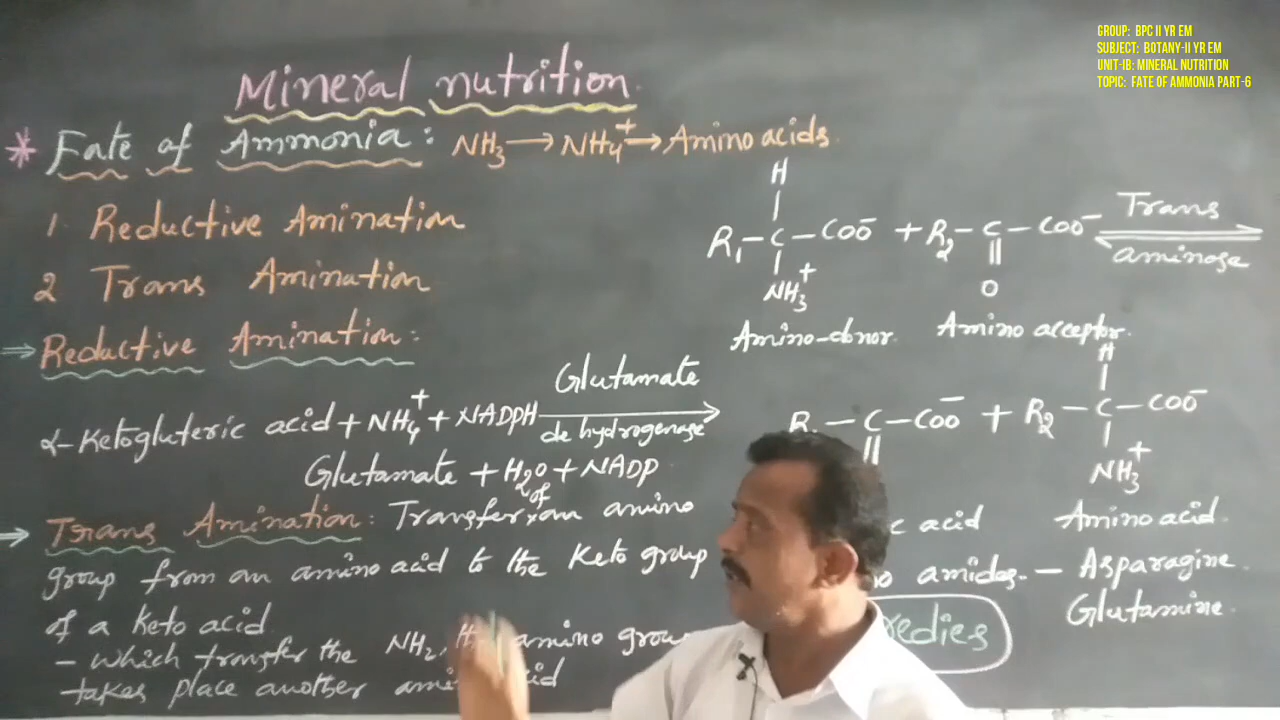 GROUP: BPC II YR EM
SUBJECT: BOTANY-II YR EM
UNIT-IB: MINERAL NUTRITION
TOPIC: FATE OF AMMONIA PART-6
Mineral nutrition
* Fate of Ammonia: NH₃ → NH₄⁺ → Amino acids.
1. Reductive Amination
2 Trans Amination
⇒ Reductive Amination:
α-Ketogluteric acid + NH₄⁺ + NADPH Glutamate de hydrogenase →
Glutamate + H₂O + NADP
⇒ Trans Amination: Transfer of an amino
group from an amino acid to the Keto group
of a Keto acid
- which transfer the NH₂, amino
takes place another
H
R₁ – C – COO⁻ + R₂ – C – COO⁻ Trans aminase ⇌
NH₃⁺ O
Amino-donor. Amino acceptor.
H
R – C – COO⁻ + R₂ – C – COO⁻
NH₃⁺
acid Amino acid.
amides. – Asparagine.
Glutamine.